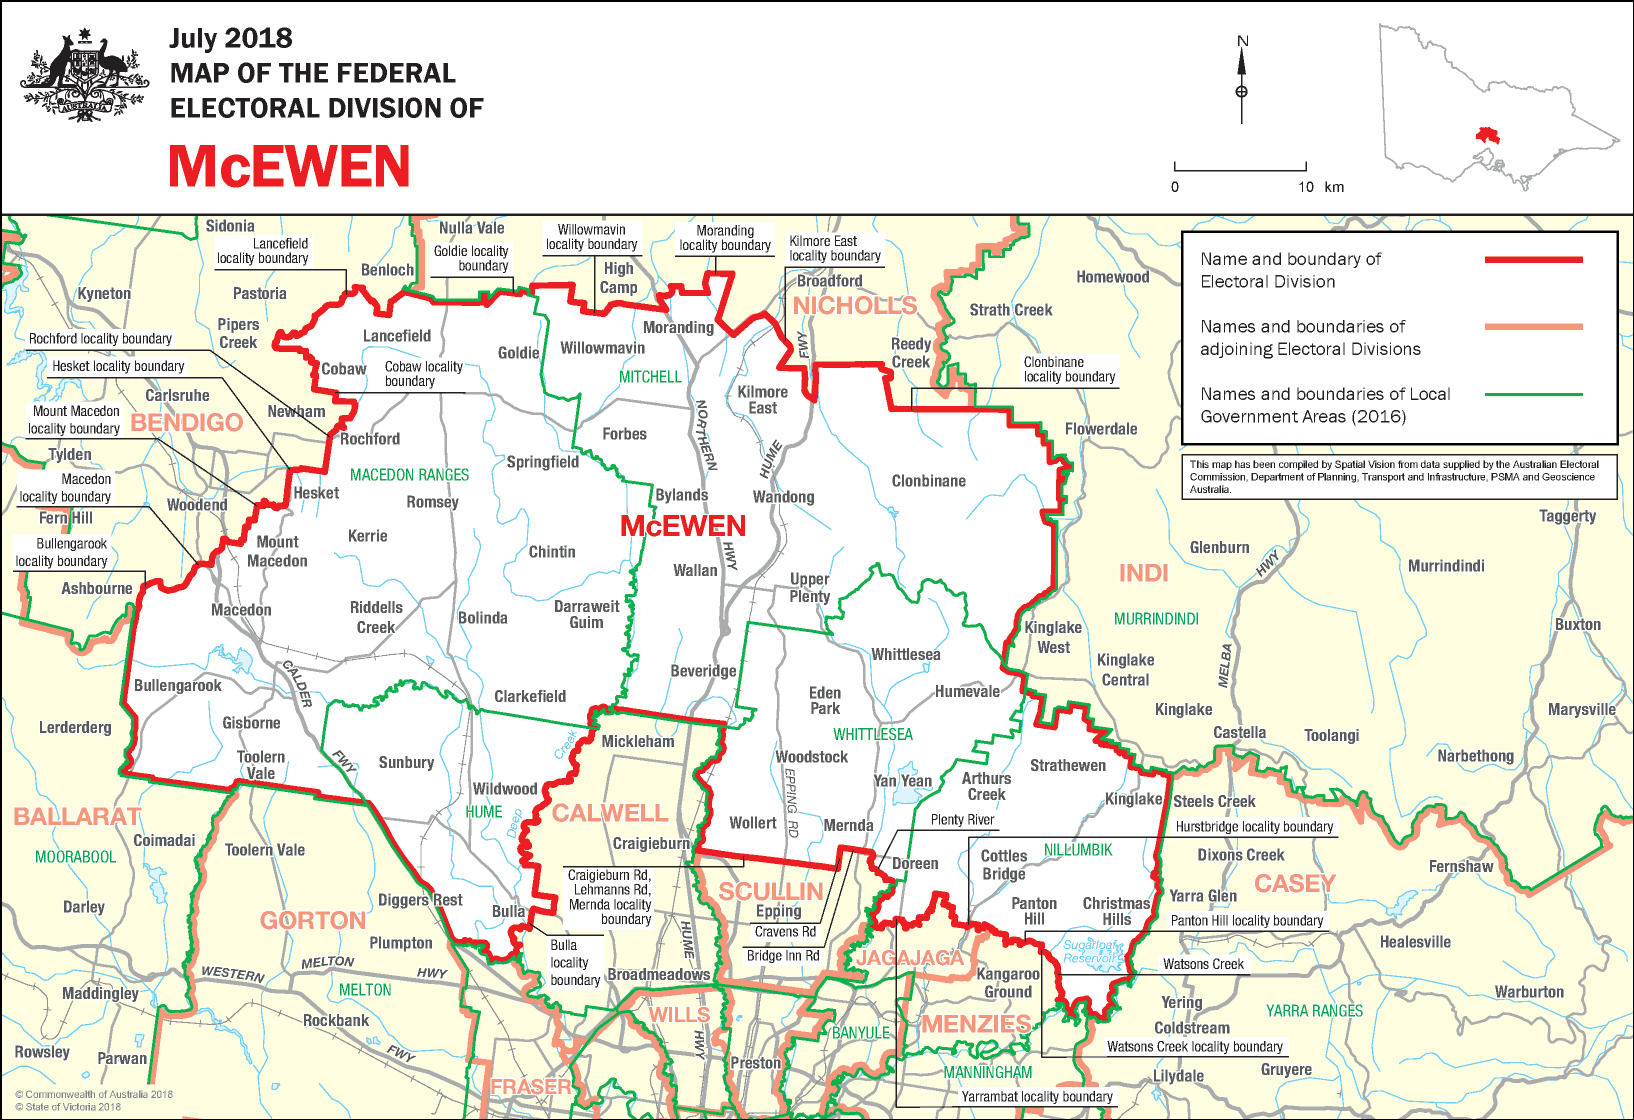 July 2018
MAP OF THE FEDERAL
ELECTORAL DIVISION OF
McEWEN
AUSTRALIA
N
0 10 km
Name and boundary of
Electoral Division
Names and boundaries of
adjoining Electoral Divisions
Names and boundaries of Local
Government Areas (2016)
This map has been compiled by Spatial Vision from data supplied by the Australian Electoral
Commission, Department of Planning, Transport and Infrastructure, PSMA and Geoscience
Australia.
Sidonia
Nulla Vale
Willowmavin
locality boundary
Moranding
locality boundary
Kilmore East
locality boundary
Lancefield
locality boundary
Goldie locality
boundary
Benloch
High
Camp
Broadford
Homewood
Kyneton
Pastoria
NICHOLLS
Strath Creek
Pipers
Creek
Lancefield
Moranding
Rochford locality boundary
Goldie
Willowmavin
FWY
Reedy
Creek
Clonbinane
locality boundary
Hesket locality boundary
Cobaw
Cobaw locality
boundary
MITCHELL
Carlsruhe
Kilmore
East
Mount Macedon
locality boundary
BENDIGO
Newham
Rochford
Forbes
NORTHERN
HUME
Flowerdale
Tylden
Springfield
Macedon
locality boundary
MACEDON RANGES
Clonbinane
Hesket
Romsey
Bylands
Wandong
Woodend
Fern Hill
McEWEN
Taggerty
Bullengarook
locality boundary
Mount
Macedon
Kerrie
Chintin
HWY
Glenburn
HWY
Murrindindi
Ashbourne
Wallan
Upper
Plenty
INDI
Macedon
Riddells
Creek
Bolinda
Darraweit
Guim
MURRINDINDI
Kinglake
West
Buxton
Whittlesea
Kinglake
Central
MELBA
Bullengarook
CALDER
Beveridge
Clarkefield
Eden
Park
Humevale
Kinglake
Marysville
Lerderderg
Gisborne
WHITTLESEA
Castella
Toolangi
Toolern
Vale
FWY
Sunbury
Creek
Mickleham
Woodstock
Strathewen
Narbethong
Wildwood
EPPING RD
Yan Yean
Arthurs
Creek
Kinglake
Steels Creek
BALLARAT
HUME
Deep
CALWELL
Wollert
Mernda
Plenty River
Hurstbridge locality boundary
Coimadai
MOORABOOL
Toolern Vale
Craigieburn
Doreen
Cottles
Bridge
NILLUMBIK
Dixons Creek
Fernshaw
Craigieburn Rd,
Lehmanns Rd,
Mernda locality
boundary
SCULLIN
CASEY
Yarra Glen
Darley
GORTON
Diggers Rest
Bulla
Epping
Panton
Hill
Christmas
Hills
Panton Hill locality boundary
Cravens Rd
Plumpton
Bulla
locality
boundary
HUME
Bridge Inn Rd
JAGAJAGA
Sugarloaf
Reservoir
Healesville
WESTERN
MELTON
HWY
Broadmeadows
Kangaroo
Ground
Watsons Creek
Maddingley
MELTON
Warburton
Yering
YARRA RANGES
Rockbank
WILLS
BANYULE
MENZIES
Coldstream
Rowsley
Parwan
FWY
HWY
Preston
Watsons Creek locality boundary
FRASER
MANNINGHAM
Lilydale
Gruyere
Yarrambat locality boundary
© Commonwealth of Australia 2018
© State of Victoria 2018